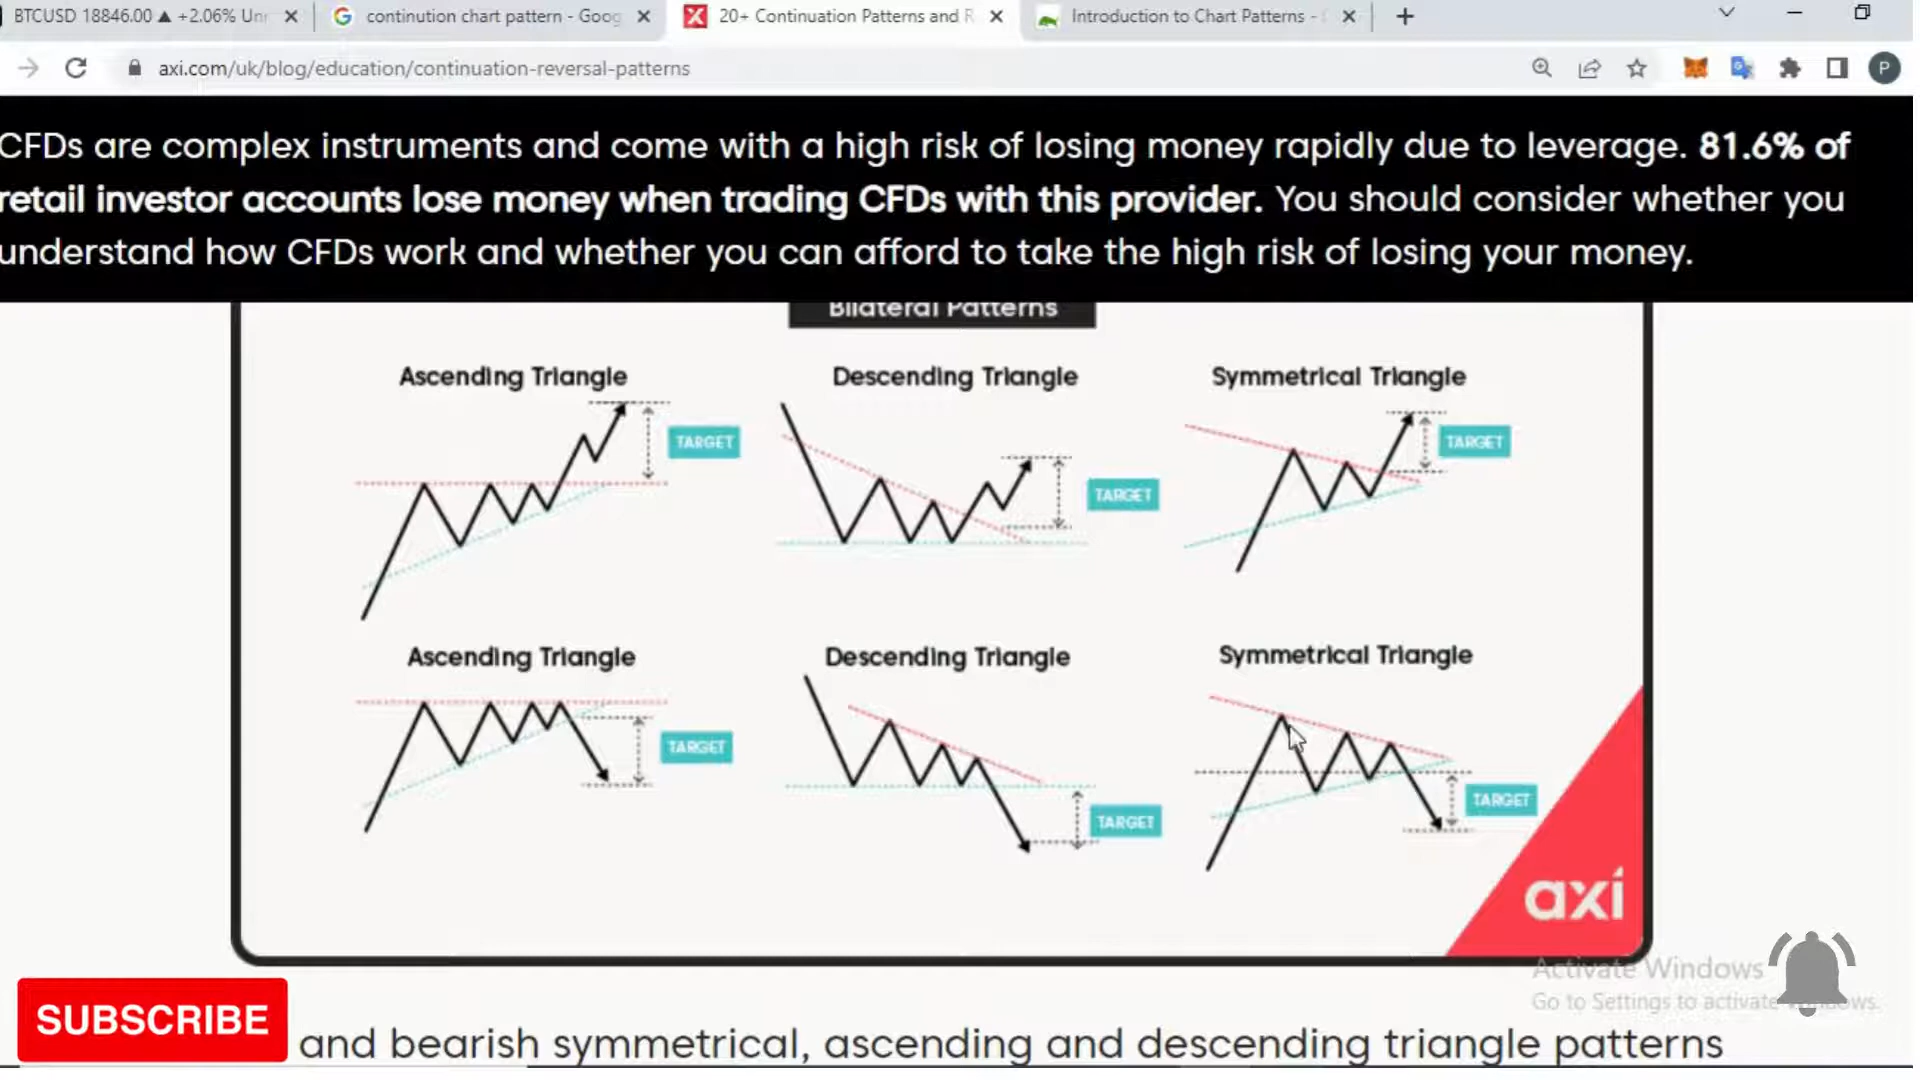 BTCUSD 18846.00 ▲ +2.06% Unr
continution chart pattern - Goog
20+ Continuation Patterns and R
Introduction to Chart Patterns -
axi.com/uk/blog/education/continuation-reversal-patterns
P
CFDs are complex instruments and come with a high risk of losing money rapidly due to leverage. 81.6% of
retail investor accounts lose money when trading CFDs with this provider. You should consider whether you
understand how CFDs work and whether you can afford to take the high risk of losing your money.
Bilateral Patterns
Ascending Triangle
Descending Triangle
Symmetrical Triangle
TARGET
TARGET
TARGET
Ascending Triangle
Descending Triangle
Symmetrical Triangle
TARGET
TARGET
TARGET
axi
Activate Windows
Go to Settings to activate Windows.
SUBSCRIBE
and bearish symmetrical, ascending and descending triangle patterns